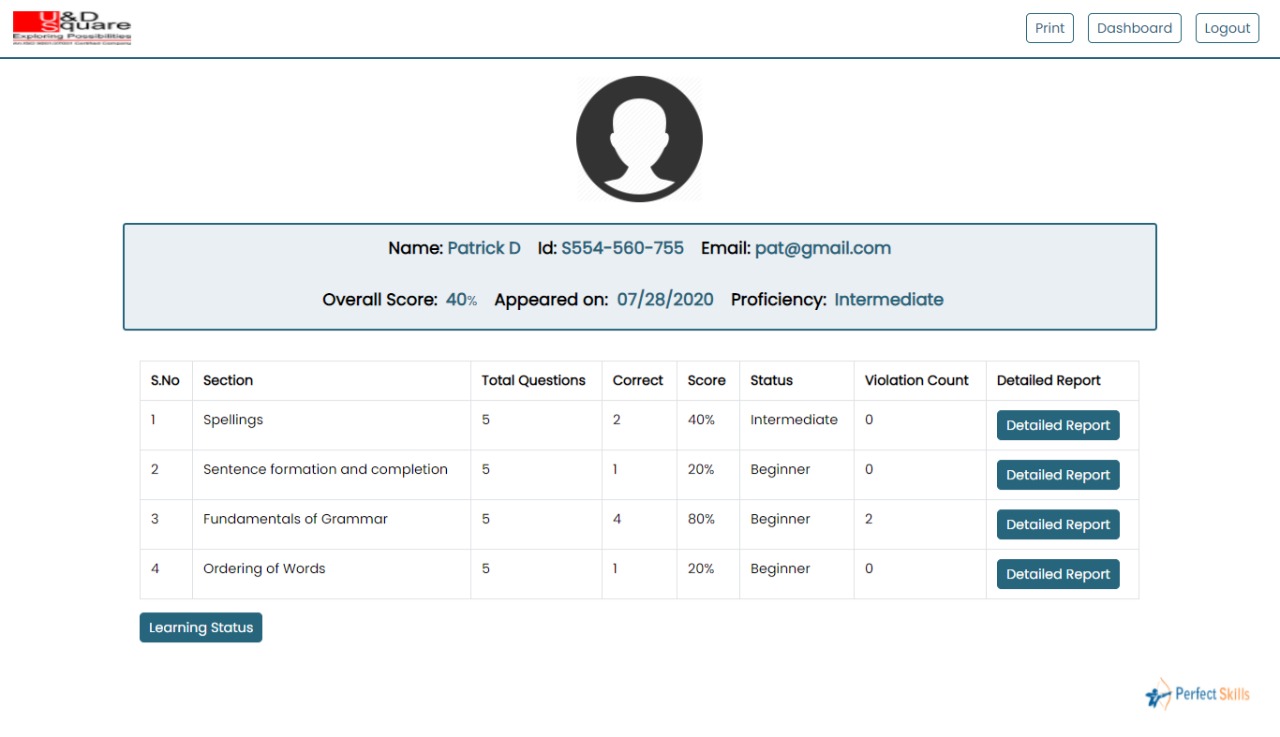 U&D
Square
Exploring Possibilities
Print Dashboard Logout
Name: Patrick D Id: S554-560-755 Email: pat@gmail.com
Overall Score: 40% Appeared on: 07/28/2020 Proficiency: Intermediate
S.No Section Total Questions Correct Score Status Violation Count Detailed Report
1 Spellings 5 2 40% Intermediate 0 Detailed Report
2 Sentence formation and completion 5 1 20% Beginner 0 Detailed Report
3 Fundamentals of Grammar 5 4 80% Beginner 2 Detailed Report
4 Ordering of Words 5 1 20% Beginner 0 Detailed Report
Learning Status
Perfect Skills